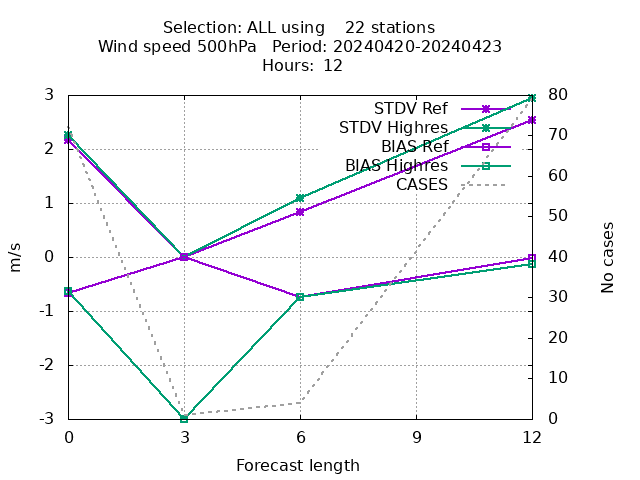 Selection: ALL using    22 stations
Wind speed 500hPa   Period: 20240420-20240423
Hours: 12
3
2
1
0
-1
-2
-3
m/s
STDV Ref
STDV Highres
BIAS Ref
BIAS Highres
CASES
80
70
60
50
40
30
20
10
0
No cases
0 3 6 9 12
Forecast length